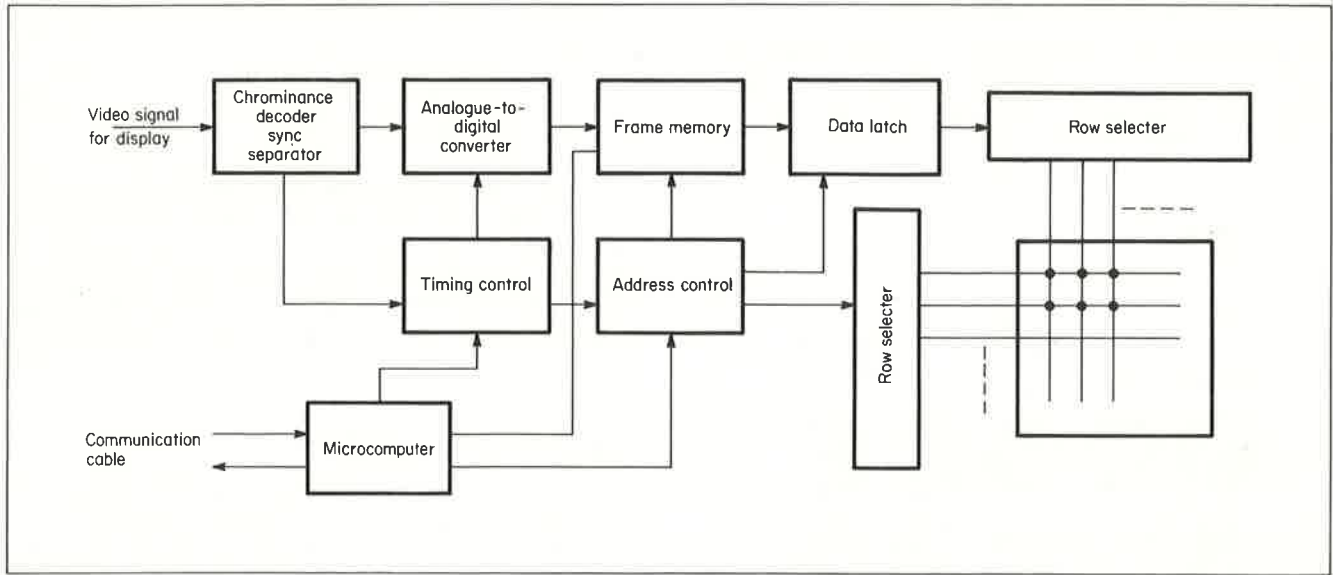 Video signal
for display
Chrominance
decoder
sync
separator
Analogue-to-
digital
converter
Frame memory
Data latch
Row selecter
Timing control
Address control
Row selecter
Communication
cable
Microcomputer